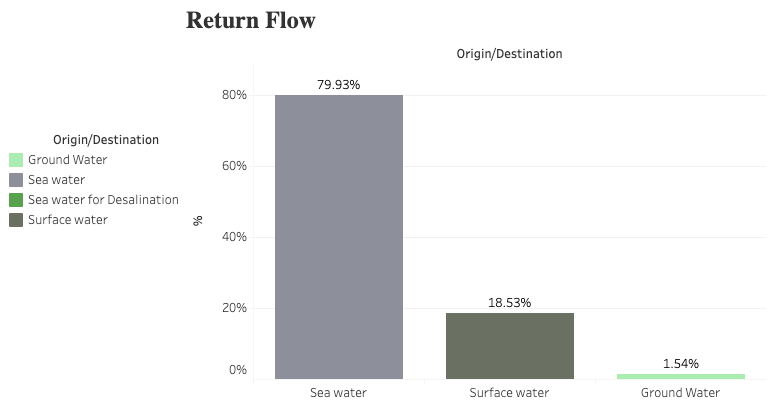 Return Flow
Origin/Destination
79.93%
80%
Origin/Destination
Ground Water
60%
Sea water
Sea water for Desalination
Surface water
%
40%
20%
18.53%
1.54%
0%
Sea water
Surface water
Ground Water